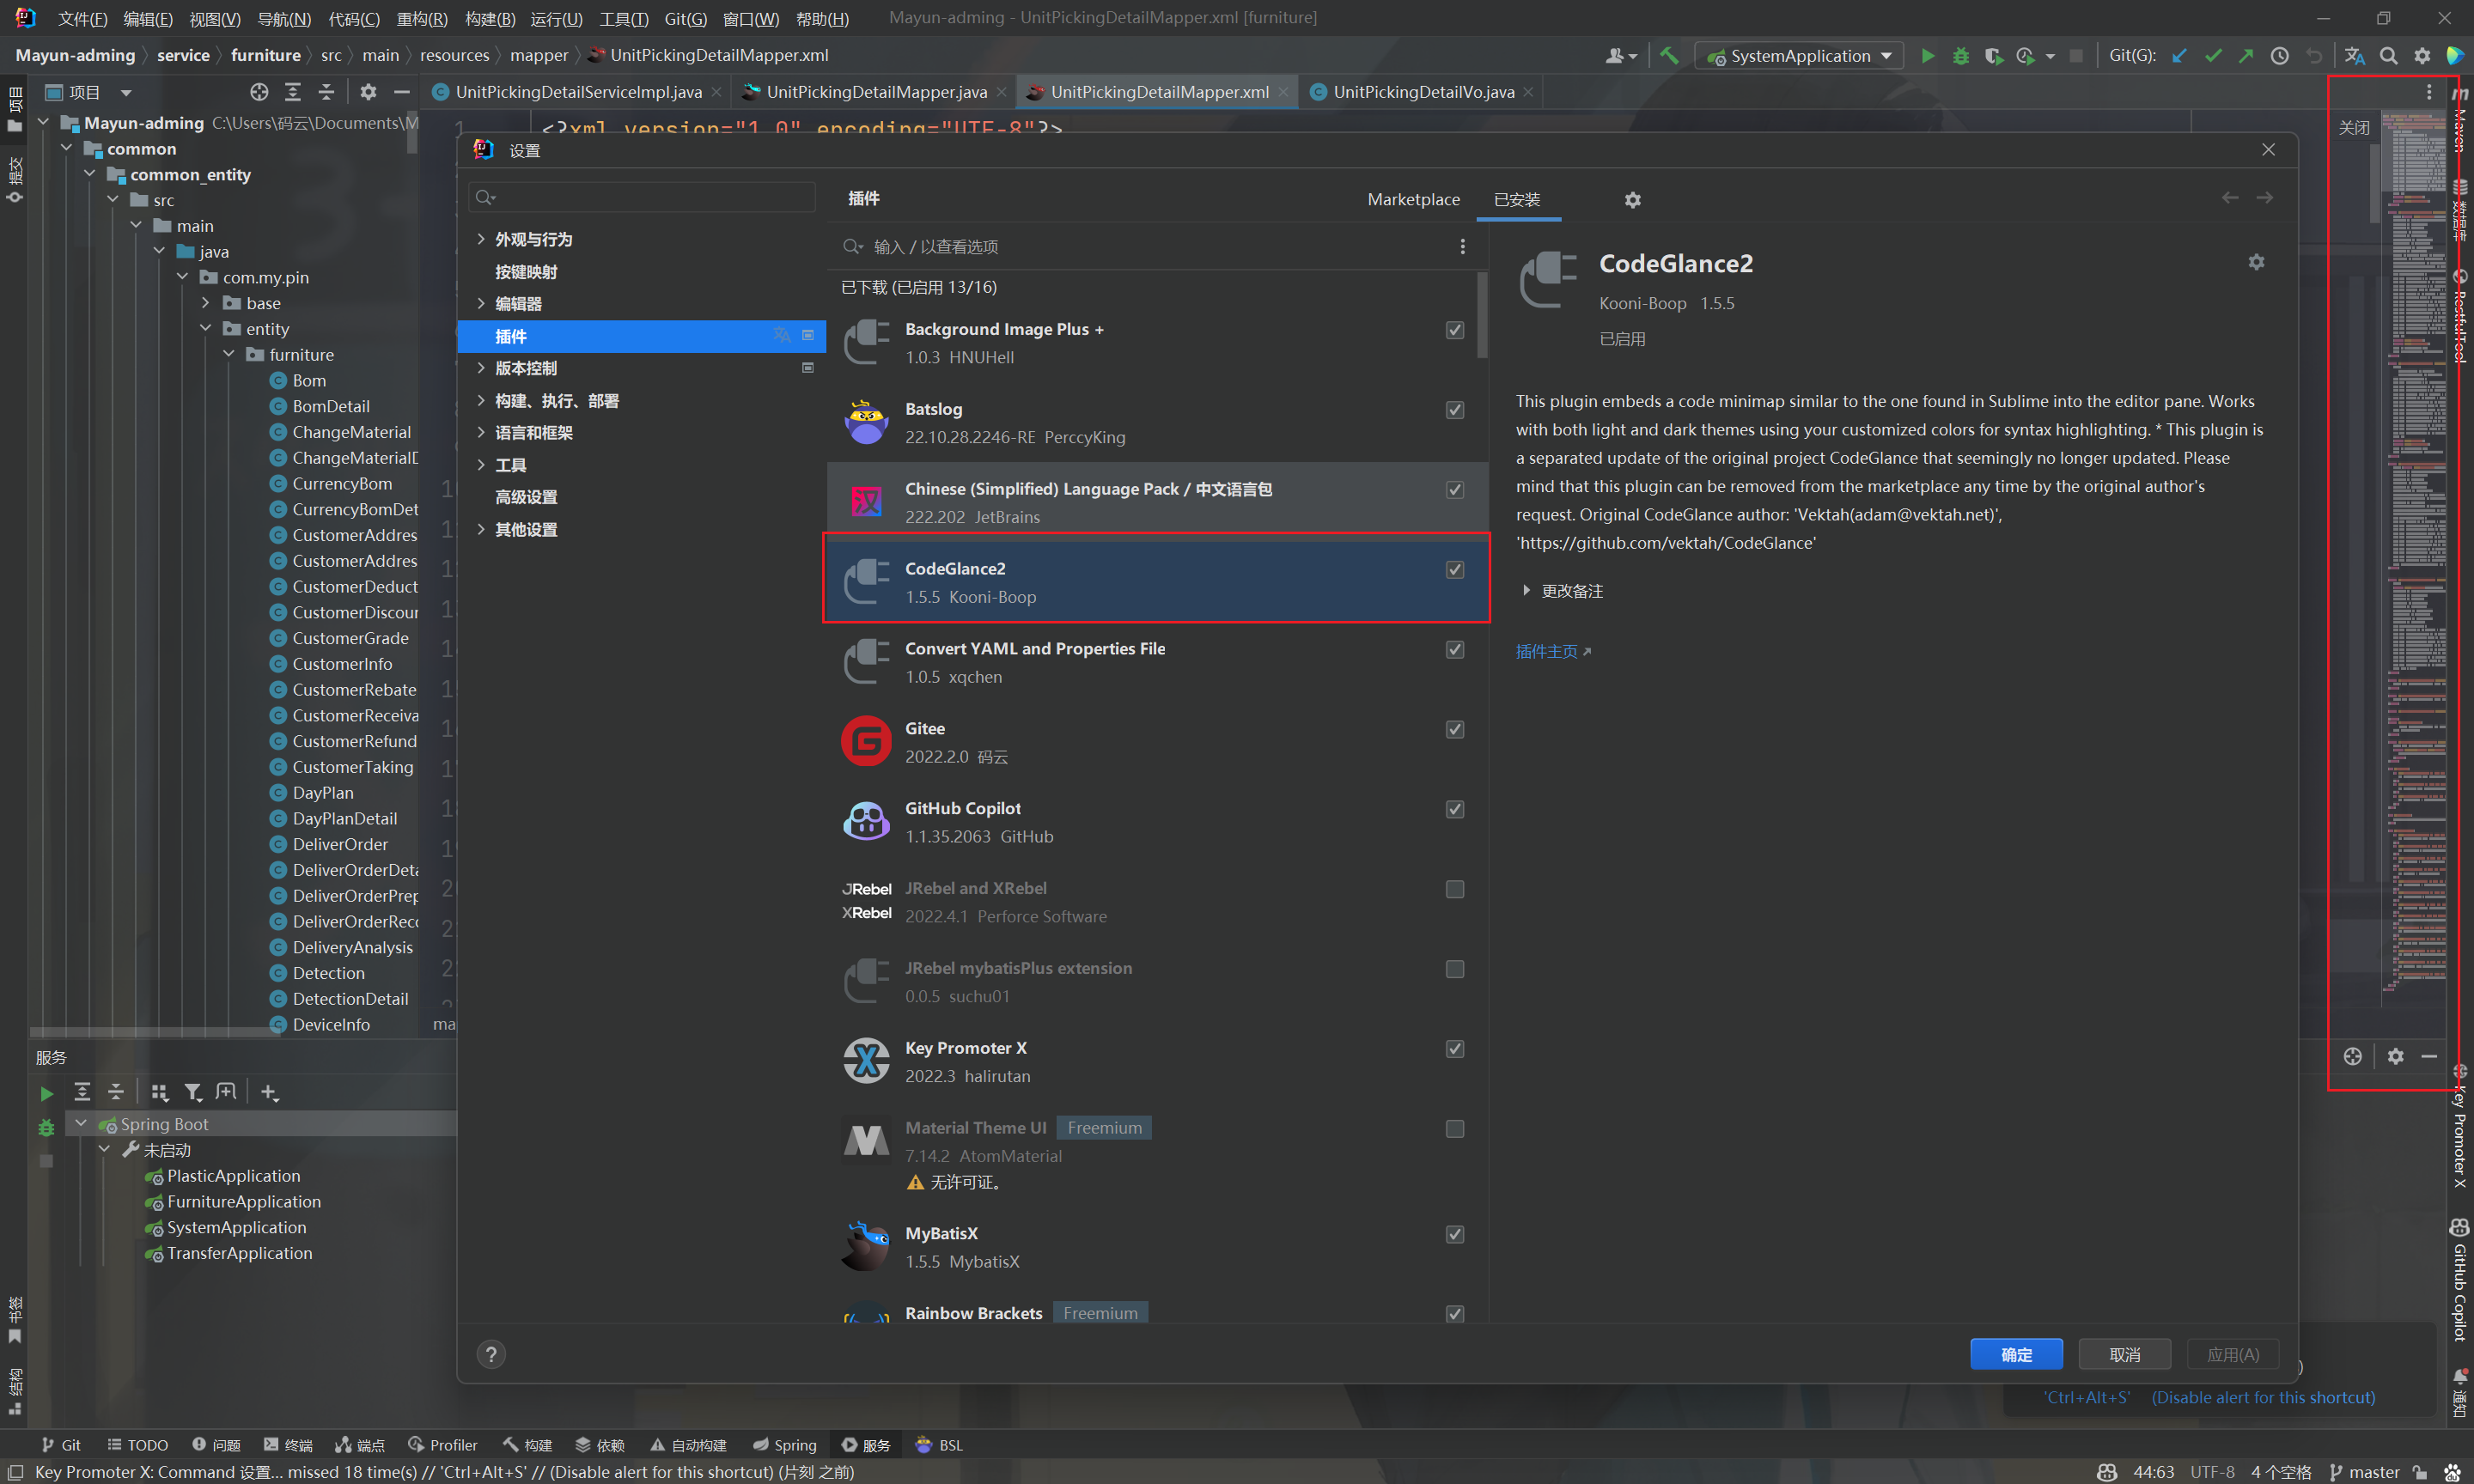 文件(F) 编辑(E) 视图(V) 导航(N) 代码(C) 重构(R) 构建(B) 运行(U) 工具(T) Git(G) 窗口(W) 帮助(H) Mayun-adming - UnitPickingDetailMapper.xml [furniture]
Mayun-adming service furniture src main resources mapper UnitPickingDetailMapper.xml SystemApplication Git(G):
项目 UnitPickingDetailServiceImpl.java UnitPickingDetailMapper.java UnitPickingDetailMapper.xml UnitPickingDetailVo.java
项目
提交
Mayun-adming C:\Users\码云\Documents\M
common
common_entity
src
main
java
com.my.pin
base
entity
furniture
Bom
BomDetail
ChangeMaterial
ChangeMaterialD
CurrencyBom
CurrencyBomDet
CustomerAddres
CustomerAddres
CustomerDeduct
CustomerDiscour
CustomerGrade
CustomerInfo
CustomerRebate
CustomerReceiva
CustomerRefund
CustomerTaking
DayPlan
DayPlanDetail
DeliverOrder
DeliverOrderDeta
DeliverOrderPrep
DeliverOrderReco
DeliveryAnalysis
Detection
DetectionDetail
DeviceInfo
1 <?xml version="1.0" encoding="UTF-8"?>
关闭
ma
设置
外观与行为
按键映射
编辑器
插件
版本控制
构建、执行、部署
语言和框架
工具
高级设置
其他设置
插件 Marketplace 已安装
输入 / 以查看选项
已下载 (已启用 13/16)
Background Image Plus +
1.0.3 HNUHell
Batslog
22.10.28.2246-RE PerccyKing
汉
Chinese (Simplified) Language Pack / 中文语言包
222.202 JetBrains
CodeGlance2
1.5.5 Kooni-Boop
Convert YAML and Properties File
1.0.5 xqchen
Gitee
2022.2.0 码云
GitHub Copilot
1.1.35.2063 GitHub
JRebel
XRebel
JRebel and XRebel
2022.4.1 Perforce Software
JRebel mybatisPlus extension
0.0.5 suchu01
Key Promoter X
2022.3 halirutan
Material Theme UI Freemium
7.14.2 AtomMaterial
无许可证。
MyBatisX
1.5.5 MybatisX
Rainbow Brackets Freemium
CodeGlance2
Kooni-Boop 1.5.5
已启用
This plugin embeds a code minimap similar to the one found in Sublime into the editor pane. Works
with both light and dark themes using your customized colors for syntax highlighting. * This plugin is
a separated update of the original project CodeGlance that seemingly no longer updated. Please
mind that this plugin can be removed from the marketplace any time by the original author's
request. Original CodeGlance author: 'Vektah(adam@vektah.net)',
'https://github.com/vektah/CodeGlance'
更改备注
插件主页
? 确定 取消 应用(A)
Maven
数据库
RestfulTool
Key Promoter X
GitHub Copilot
通知
服务
Spring Boot
未启动
PlasticApplication
FurnitureApplication
SystemApplication
TransferApplication
书签
结构
'Ctrl+Alt+S' (Disable alert for this shortcut)
Git TODO 问题 终端 端点 Profiler 构建 依赖 自动构建 Spring 服务 BSL
Key Promoter X: Command 设置... missed 18 time(s) // 'Ctrl+Alt+S' // (Disable alert for this shortcut) (片刻 之前) 44:63 UTF-8 4 个空格 master